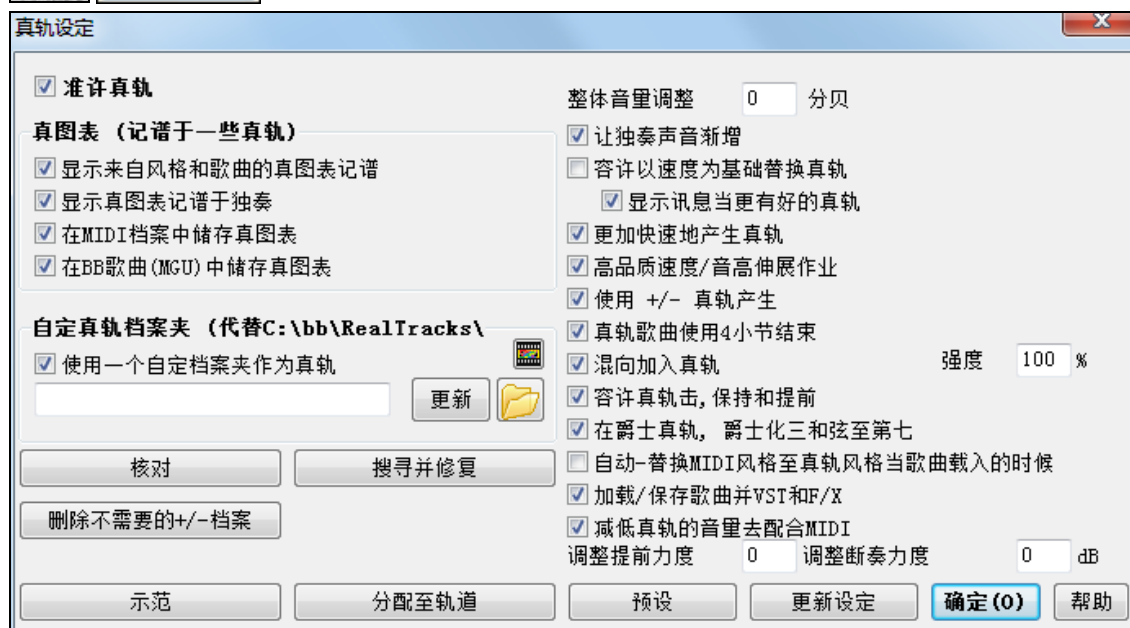 真轨设定
准许真轨
真图表 (记谱于一些真轨)
显示来自风格和歌曲的真图表记谱
显示真图表记谱于独奏
在MIDI档案中储存真图表
在BB歌曲(MGU)中储存真图表
自定真轨档案夹 (代替C:\bb\RealTracks\
使用一个自定档案夹作为真轨
更新
核对
搜寻并修复
删除不需要的+/-档案
整体音量调整 0 分贝
让独奏声音渐增
容许以速度为基础替换真轨
显示讯息当更有好的真轨
更加快速地产生真轨
高品质速度/音高伸展作业
使用 +/- 真轨产生
真轨歌曲使用4小节结束
混向加入真轨 强度 100 %
容许真轨击,保持和提前
在爵士真轨, 爵士化三和弦至第七
自动-替换MIDI风格至真轨风格当歌曲载入的时候
加载/保存歌曲并VST和F/X
减低真轨的音量去配合MIDI
调整提前力度 0 调整断奏力度 0 dB
示范
分配至轨道
预设
更新设定
确定(O)
帮助